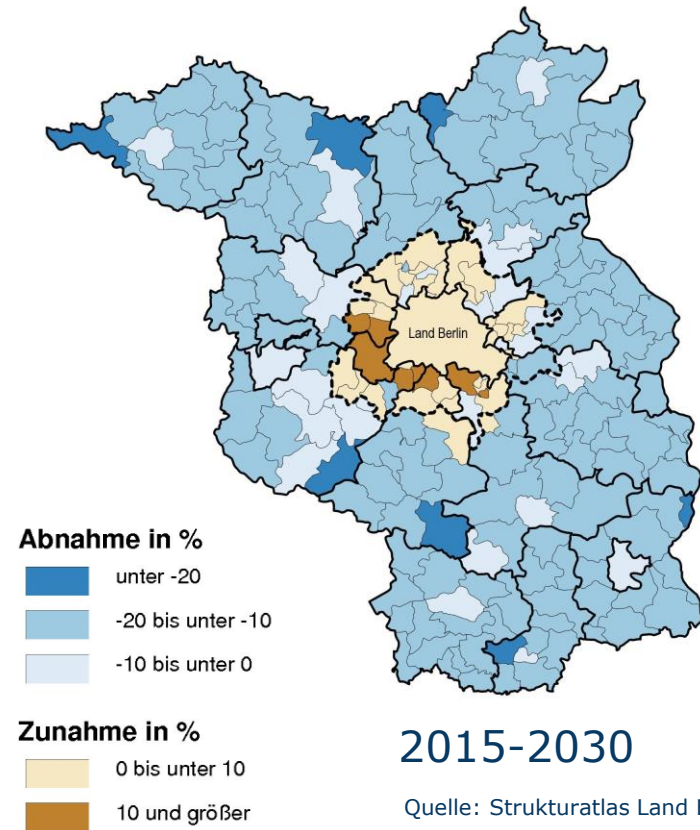 Land Berlin
Abnahme in %
unter -20
-20 bis unter -10
-10 bis unter 0
Zunahme in %
0 bis unter 10
10 und größer
2015-2030
Quelle: Strukturatlas Land